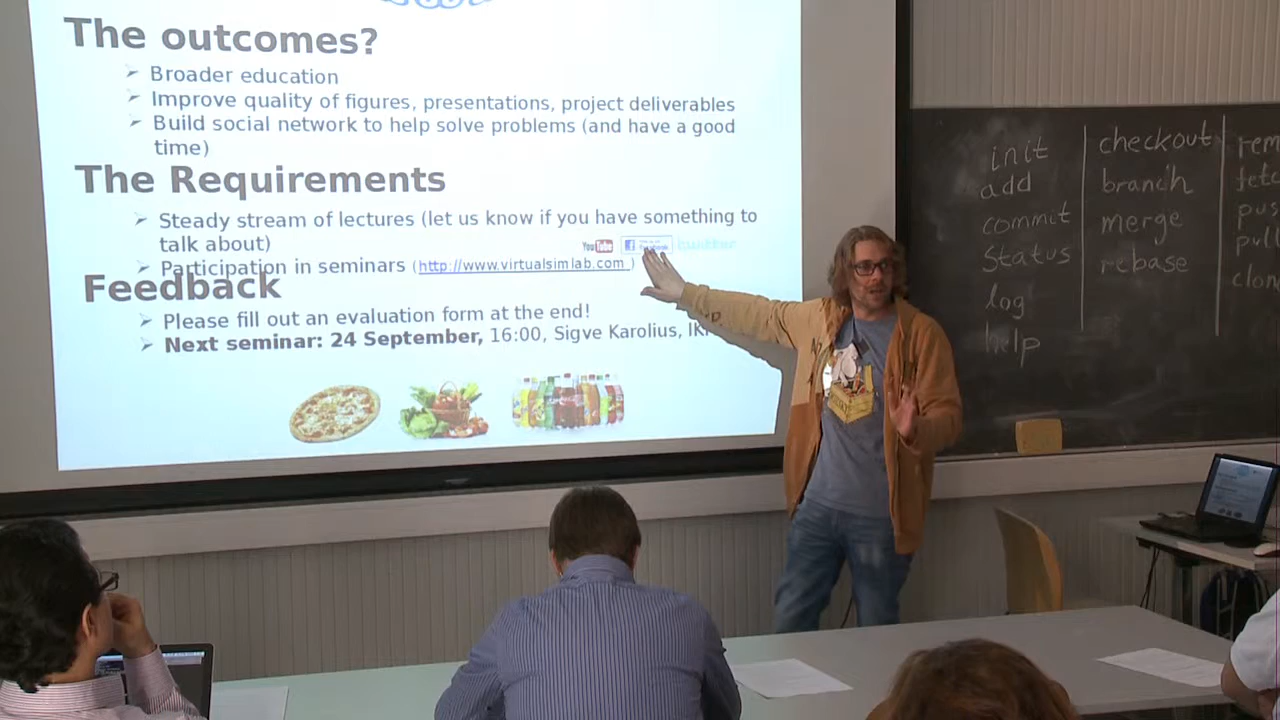 The outcomes?
Broader education
Improve quality of figures, presentations, project deliverables
Build social network to help solve problems (and have a good
time)
The Requirements
Steady stream of lectures (let us know if you have something to
talk about)
YouTube
twitter
Participation in seminars (http://www.virtualsimlab.com )
Feedback
Please fill out an evaluation form at the end!
Next seminar: 24 September, 16:00, Sigve Karolius,
init
add
commit
Status
log
help
checkout
branch
merge
rebase